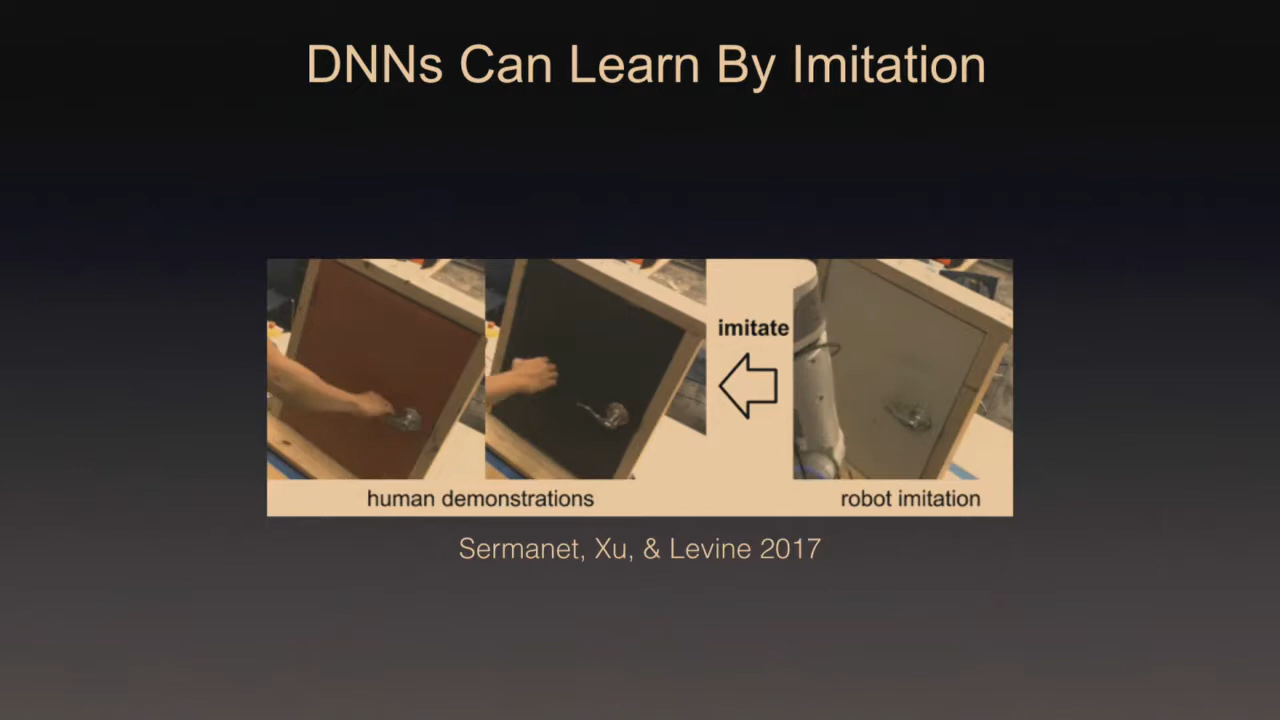 DNNs Can Learn By Imitation
imitate
human demonstrations
robot imitation
Sermanet, Xu, & Levine 2017